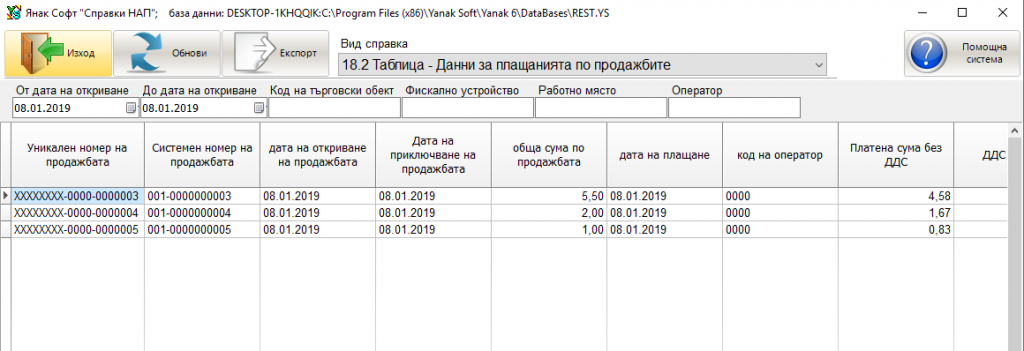 Янак Софт "Справки НАП"; база данни: DESKTOP-1KHQQIK:C:\Program Files (x86)\Yanak Soft\Yanak 6\DataBases\REST.YS
Изход
Обнови
Експорт
Вид справка
18.2 Таблица - Данни за плащанията по продажбите
Помощна
система
От дата на откриване До дата на откриване Код на търговски обект Фискално устройство Работно място Оператор
08.01.2019 08.01.2019
Уникален номер на продажбата Системен номер на продажбата дата на откриване на продажбата Дата на приключване на продажбата обща сума по продажбата дата на плащане код на оператор Платена сума без ДДС ДДС
XXXXXXXX-0000-0000003 001-0000000003 08.01.2019 08.01.2019 5,50 08.01.2019 0000 4,58
XXXXXXXX-0000-0000004 001-0000000004 08.01.2019 08.01.2019 2,00 08.01.2019 0000 1,67
XXXXXXXX-0000-0000005 001-0000000005 08.01.2019 08.01.2019 1,00 08.01.2019 0000 0,83